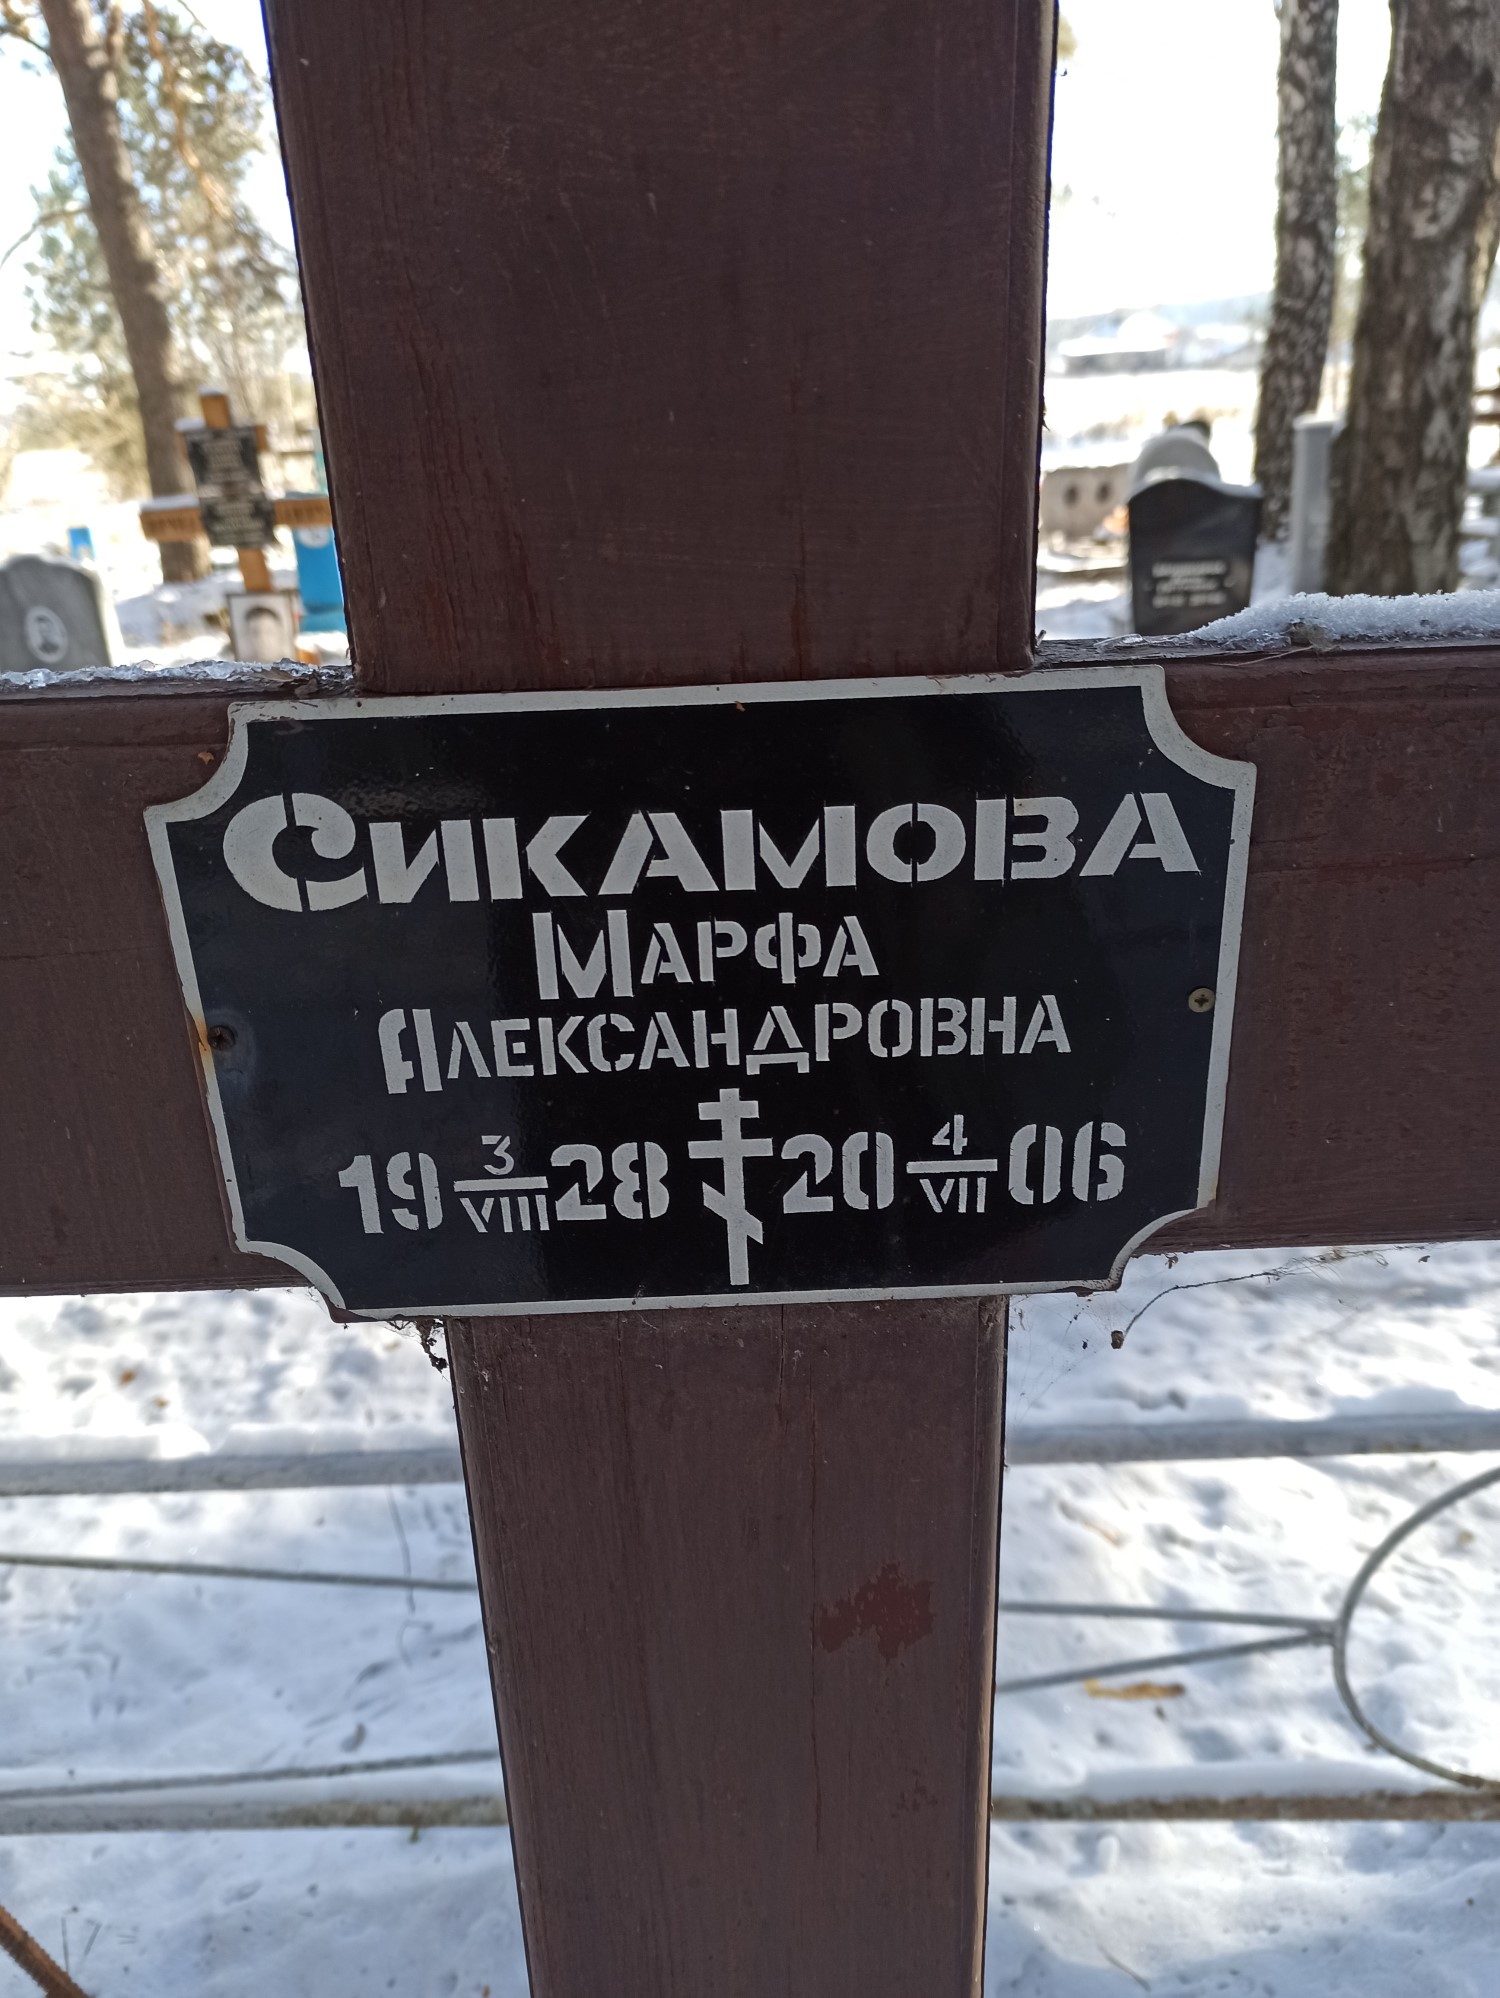 Сикамова
Марфа
Александровна
19 3/VIII 28 20 4/VII 06